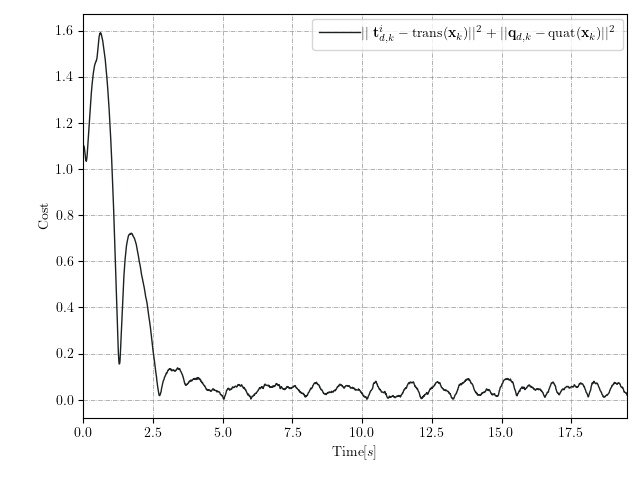 || t^i_{d,k} − trans(x_k)||^2 + ||q_{d,k} − quat(x_k)||^2
Cost
1.6
1.4
1.2
1.0
0.8
0.6
0.4
0.2
0.0
0.0 2.5 5.0 7.5 10.0 12.5 15.0 17.5
Time[s]